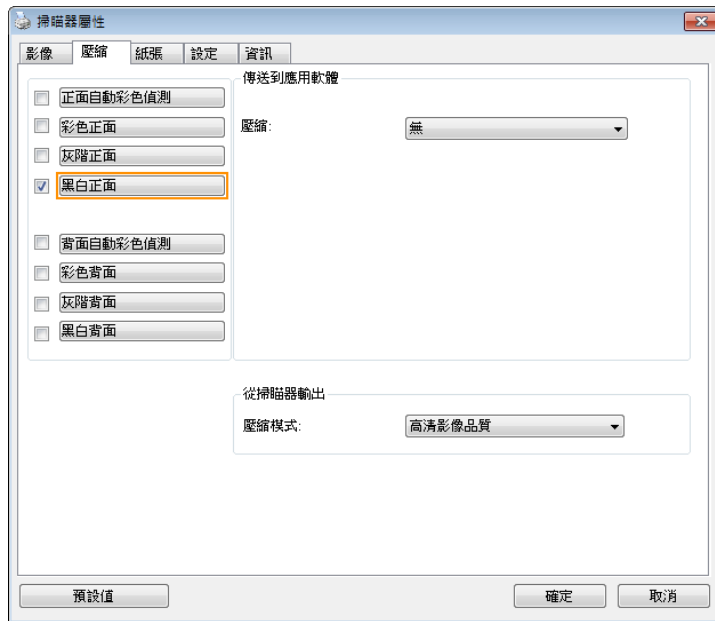 掃瞄器屬性
影像 壓縮 紙張 設定 資訊
正面自動彩色偵測
彩色正面
灰階正面
黑白正面
背面自動彩色偵測
彩色背面
灰階背面
黑白背面
傳送到應用軟體
壓縮: 無
從掃瞄器輸出
壓縮模式: 高清影像品質
預設值 確定 取消